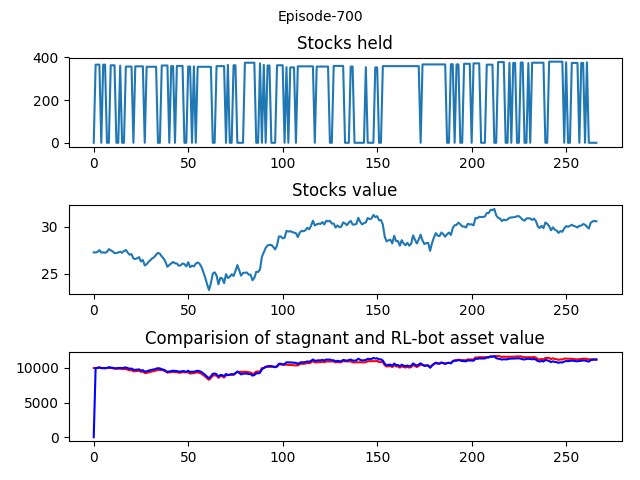 Episode-700
Stocks held
400
200
0
0 50 100 150 200 250
Stocks value
30
25
0 50 100 150 200 250
Comparision of stagnant and RL-bot asset value
10000
5000
0
0 50 100 150 200 250